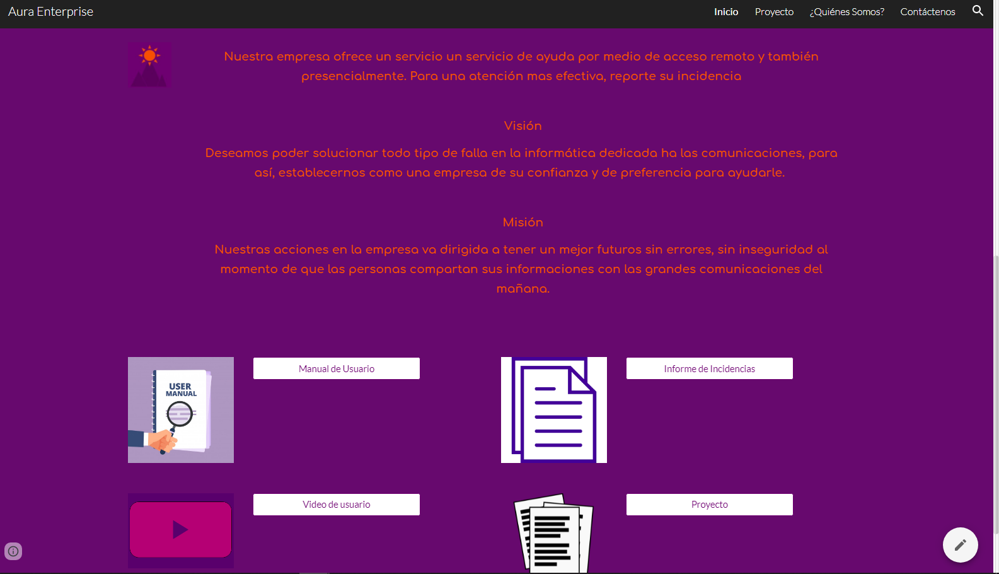 Aura Enterprise
Inicio Proyecto ¿Quiénes Somos? Contáctenos
Nuestra empresa ofrece un servicio un servicio de ayuda por medio de acceso remoto y también
presencialmente. Para una atención mas efectiva, reporte su incidencia
Visión
Deseamos poder solucionar todo tipo de falla en la informática dedicada ha las comunicaciones, para
así, establecernos como una empresa de su confianza y de preferencia para ayudarle.
Misión
Nuestras acciones en la empresa va dirigida a tener un mejor futuros sin errores, sin inseguridad al
momento de que las personas compartan sus informaciones con las grandes comunicaciones del
mañana.
USER
MANUAL
Manual de Usuario
Informe de Incidencias
Video de usuario
Proyecto